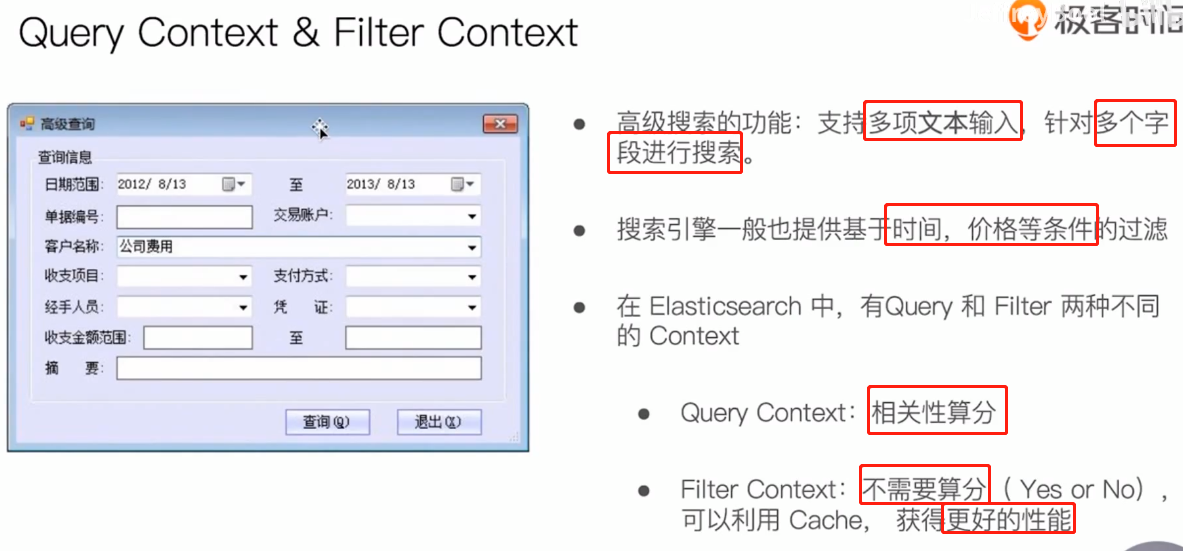 Query Context & Filter Context
极客时间
高级查询
查询信息
日期范围: 2012/ 8/13 至 2013/ 8/13
单据编号: 交易账户:
客户名称: 公司费用
收支项目: 支付方式:
经手人员: 凭 证:
收支金额范围: 至
摘 要:
查询(Q) 退出(X)
高级搜索的功能：支持多项文本输入，针对多个字
段进行搜索。
搜索引擎一般也提供基于时间，价格等条件的过滤
在 Elasticsearch 中，有Query 和 Filter 两种不同
的 Context
Query Context：相关性算分
Filter Context：不需要算分（ Yes or No），
可以利用 Cache， 获得更好的性能